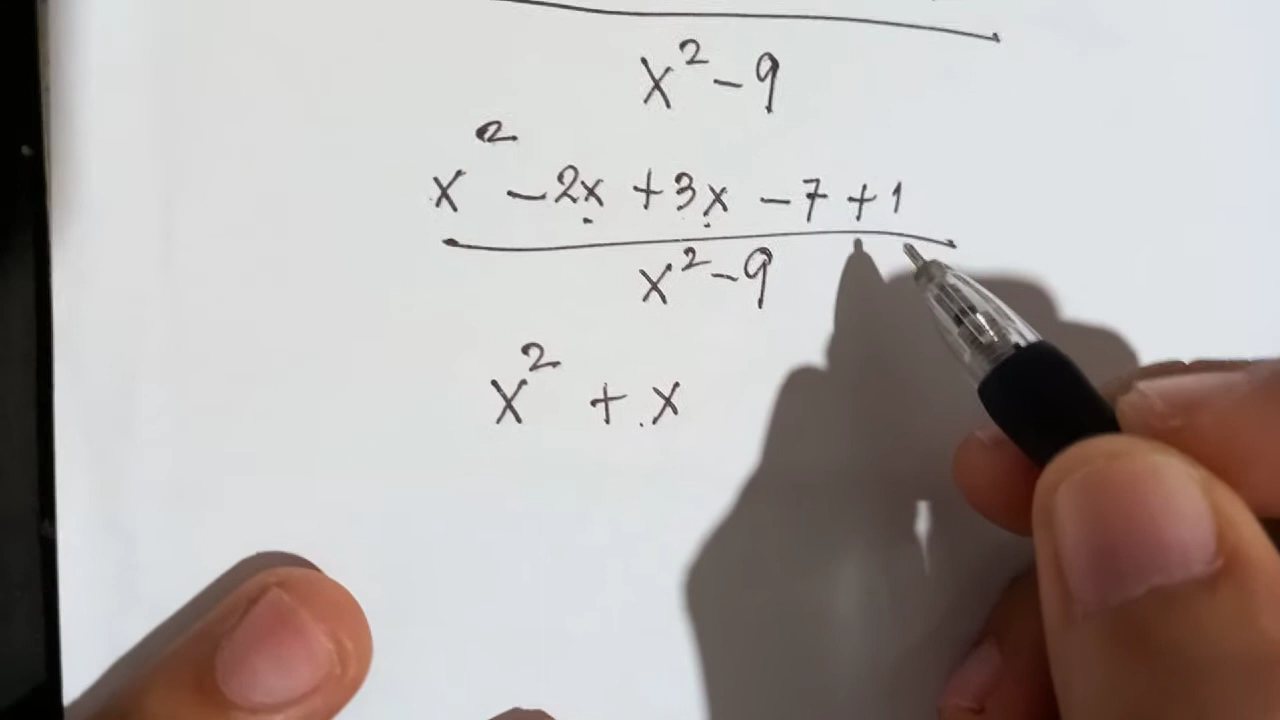 x² - 9
x² - 2x + 3x - 7 + 1
x² - 9
x² + x